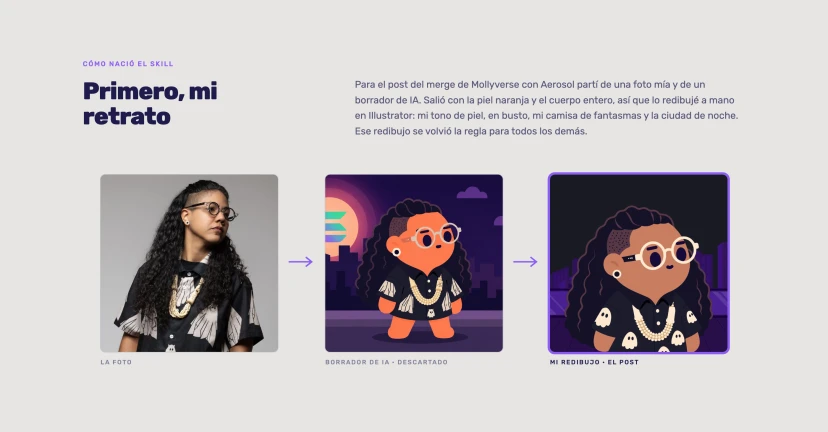 CÓMO NACIÓ EL SKILL
Primero, mi
retrato
Para el post del merge de Mollyverse con Aerosol partí de una foto mía y de un
borrador de IA. Salió con la piel naranja y el cuerpo entero, así que lo redibujé a mano
en Illustrator: mi tono de piel, en busto, mi camisa de fantasmas y la ciudad de noche.
Ese redibujo se volvió la regla para todos los demás.
LA FOTO
BORRADOR DE IA · DESCARTADO
MI REDIBUJO · EL POST